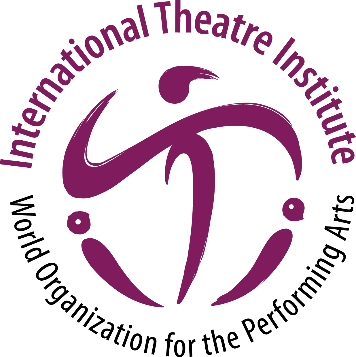 International Theatre Institute
World Organization for the Performing Arts